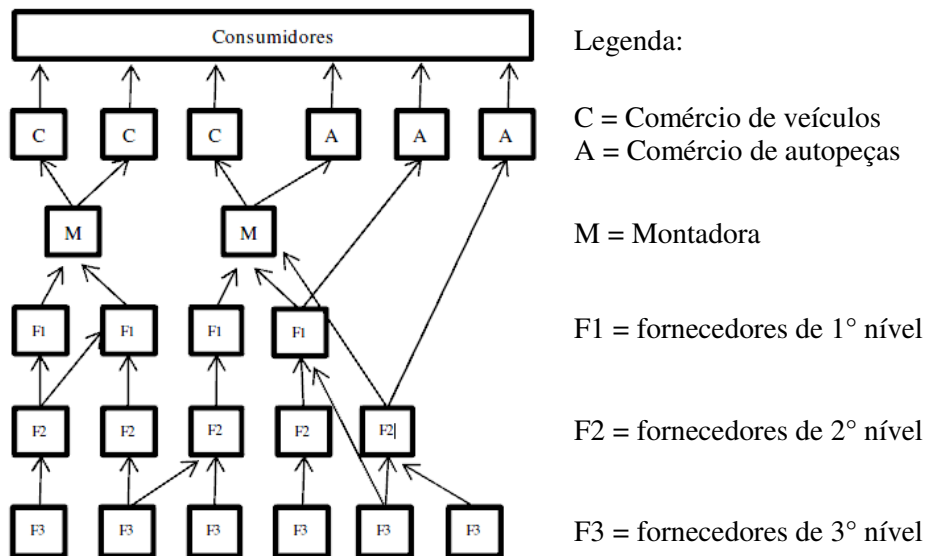 Consumidores
Legenda:
C C C A A A
C = Comércio de veículos
A = Comércio de autopeças
M M
M = Montadora
F1 F1 F1 F1
F1 = fornecedores de 1° nível
F2 F2 F2 F2 F2
F2 = fornecedores de 2° nível
F3 F3 F3 F3 F3 F3
F3 = fornecedores de 3° nível